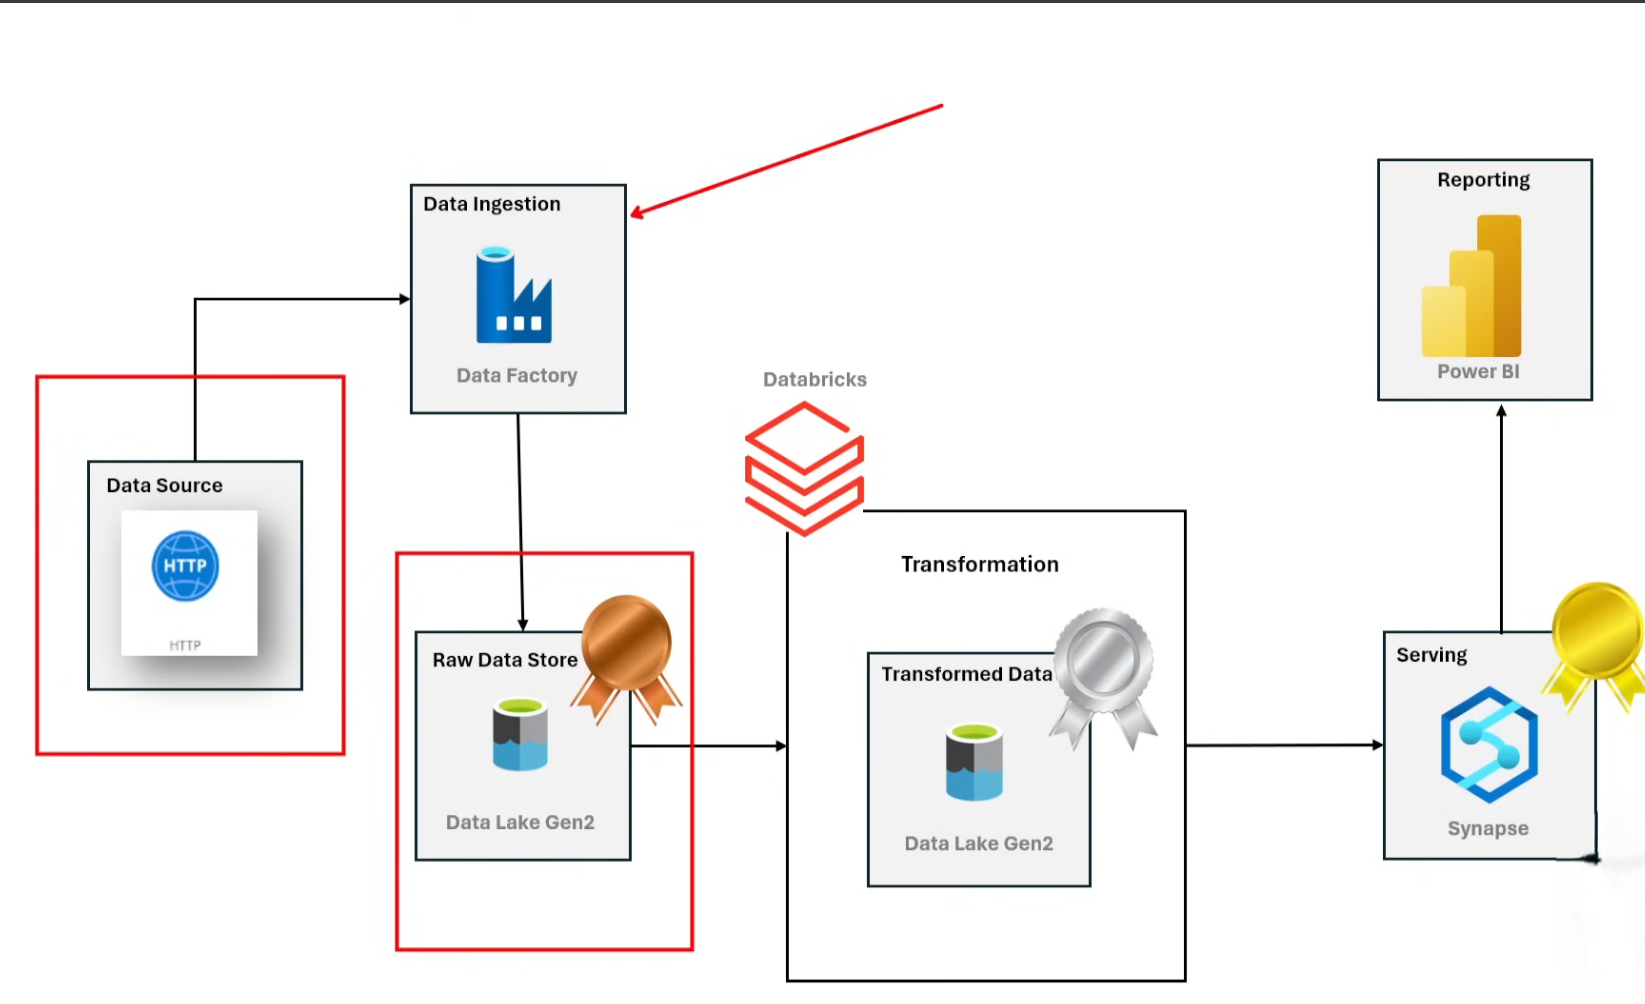 Data Ingestion
Data Factory
Data Source
HTTP
HTTP
Raw Data Store
Data Lake Gen2
Databricks
Transformation
Transformed Data
Data Lake Gen2
Serving
Synapse
Reporting
Power BI